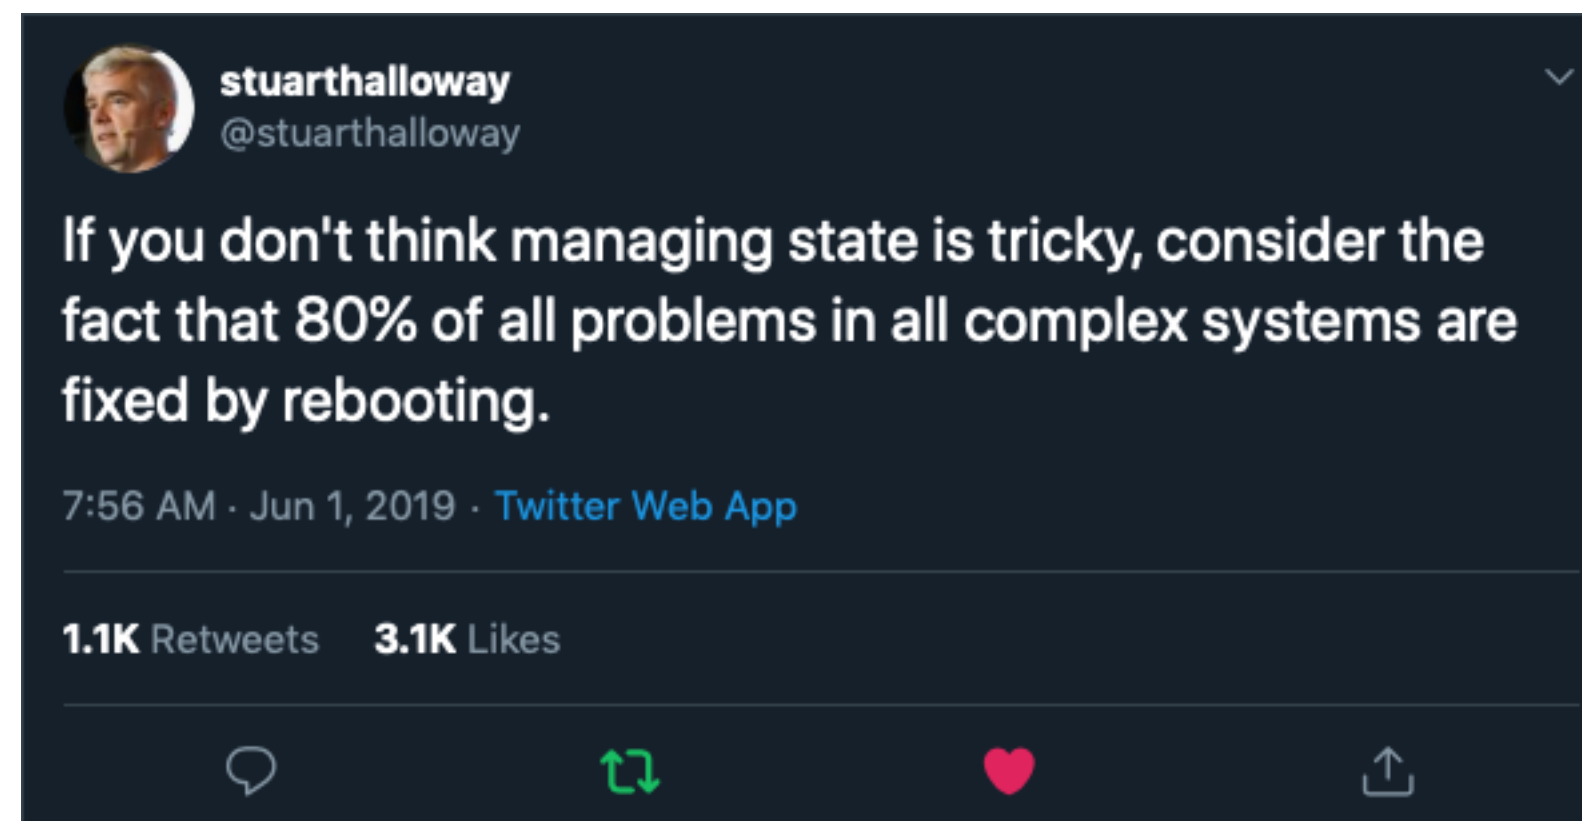 stuarthalloway
@stuarthalloway
If you don't think managing state is tricky, consider the
fact that 80% of all problems in all complex systems are
fixed by rebooting.
7:56 AM · Jun 1, 2019 · Twitter Web App
1.1K Retweets 3.1K Likes